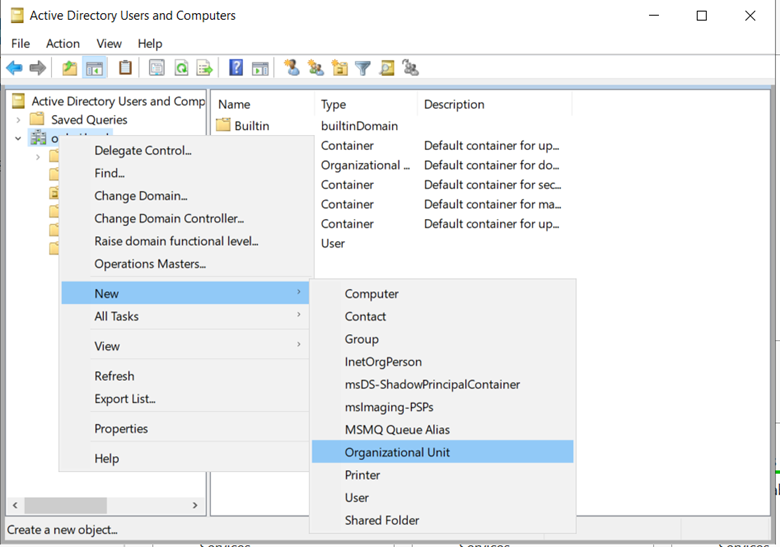 Active Directory Users and Computers
File Action View Help
Active Directory Users and Comp
Saved Queries
Name Type Description
Builtin builtinDomain
Container Default container for up...
Organizational ... Default container for do...
Container Default container for sec...
Container Default container for ma...
Container Default container for up...
User
Delegate Control...
Find...
Change Domain...
Change Domain Controller...
Raise domain functional level...
Operations Masters...
New
All Tasks
View
Refresh
Export List...
Properties
Help
Computer
Contact
Group
InetOrgPerson
msDS-ShadowPrincipalContainer
msImaging-PSPs
MSMQ Queue Alias
Organizational Unit
Printer
User
Shared Folder
Create a new object...